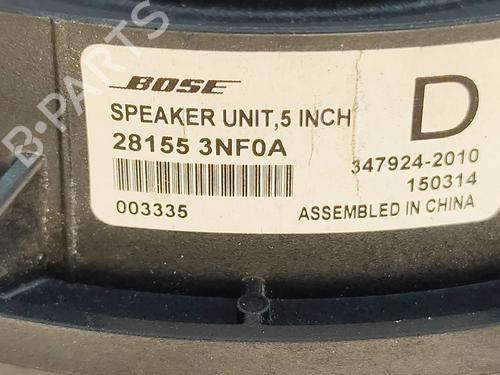 B-PARTS
BOSE
SPEAKER UNIT,5 INCH
28155 3NF0A
D
347924-2010
003335
150314
ASSEMBLED IN CHINA